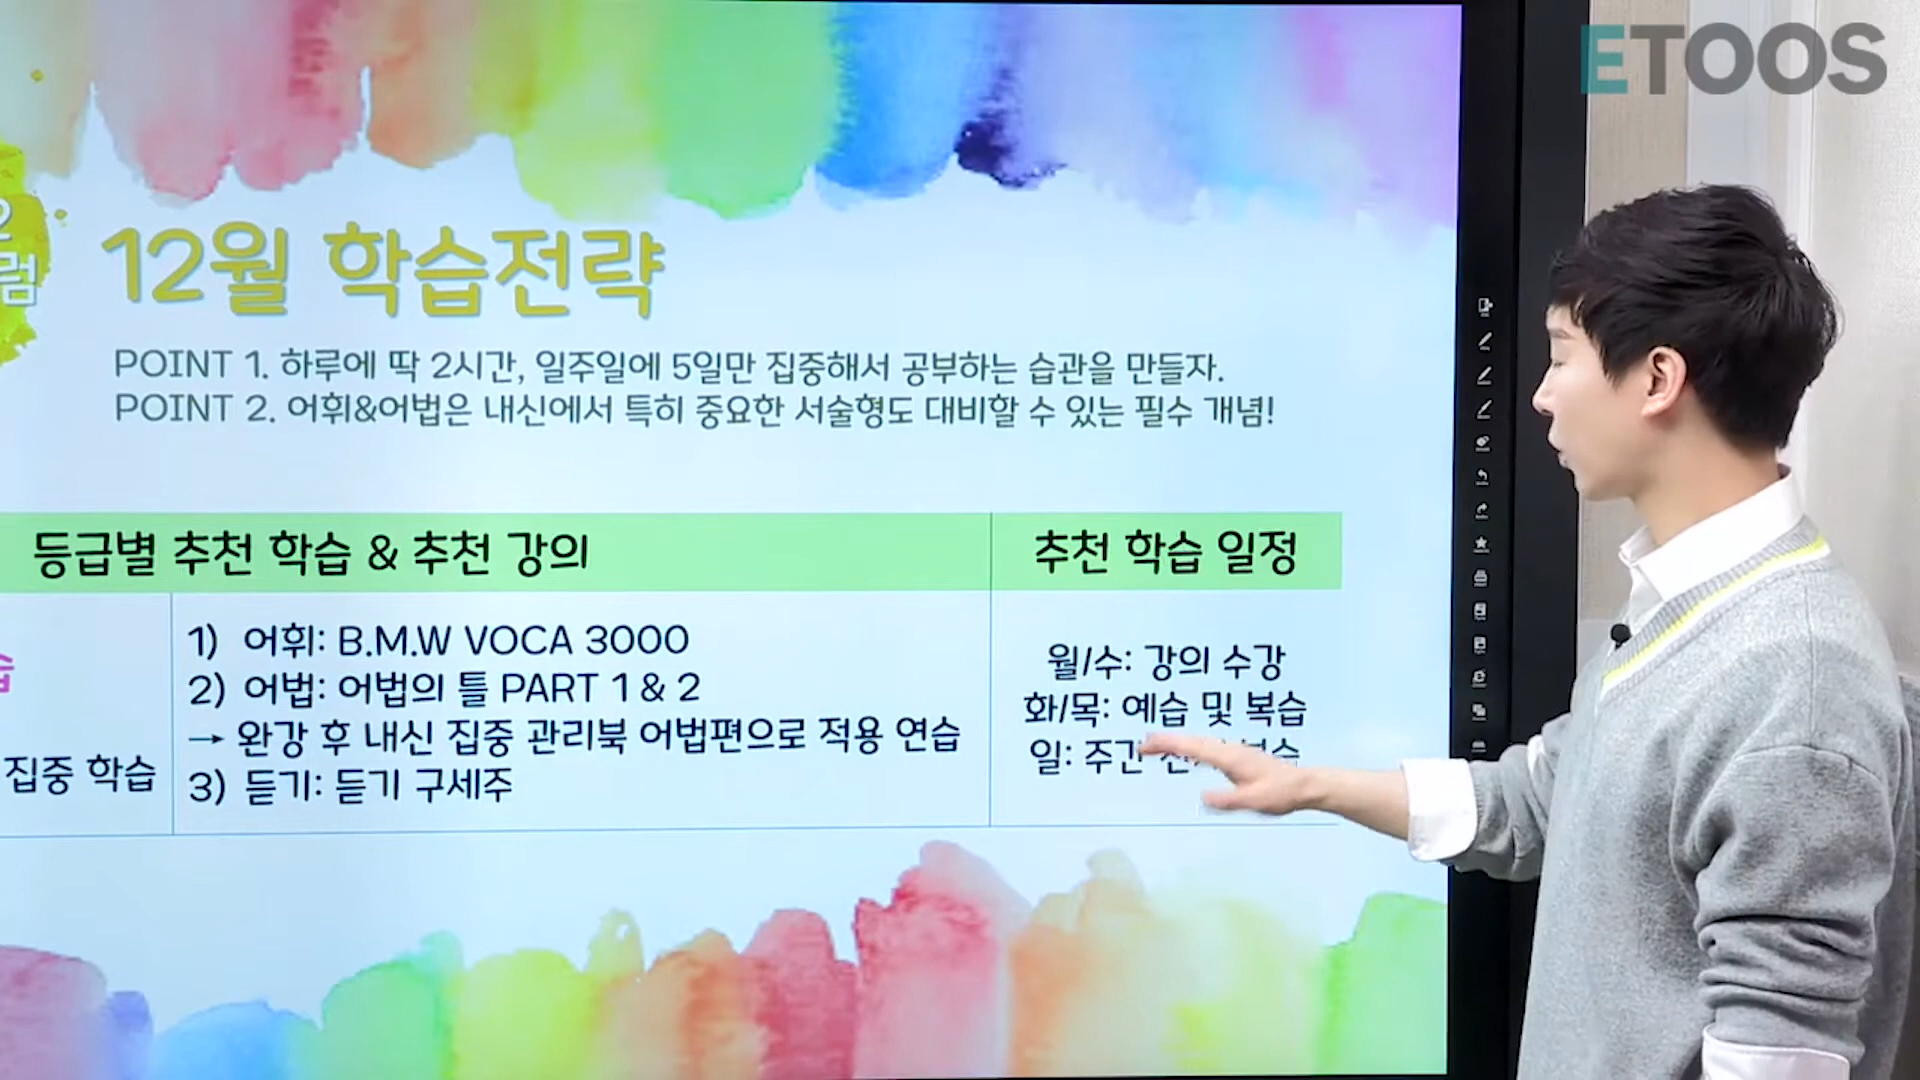 ETOOS
12월 학습전략
POINT 1. 하루에 딱 2시간, 일주일에 5일만 집중해서 공부하는 습관을 만들자.
POINT 2. 어휘&어법은 내신에서 특히 중요한 서술형도 대비할 수 있는 필수 개념!
등급별 추천 학습 & 추천 강의
추천 학습 일정
집중 학습
1) 어휘: B.M.W VOCA 3000
2) 어법: 어법의 틀 PART 1 & 2
→ 완강 후 내신 집중 관리북 어법편으로 적용 연습
3) 듣기: 듣기 구세주
월/수: 강의 수강
화/목: 예습 및 복습
일: 주간